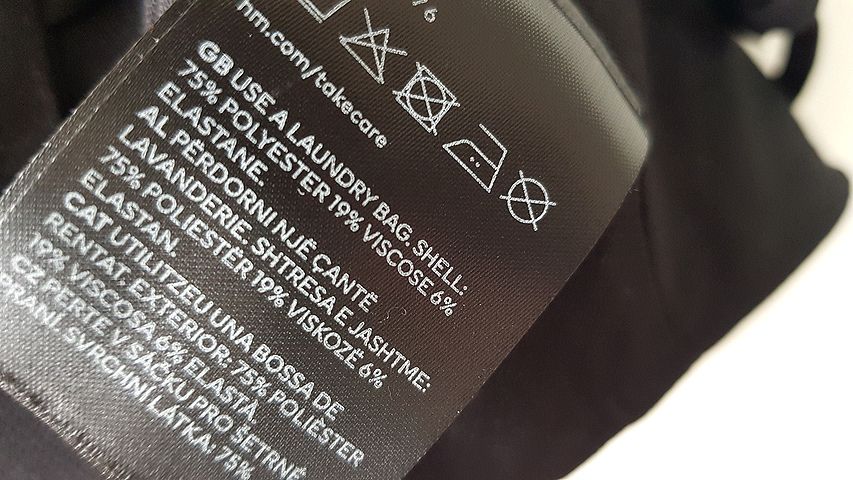 hm.com/takecare
GB USE A LAUNDRY BAG. SHELL:
75% POLYESTER 19% VISCOSE 6%
ELASTANE.
AL PËRDORNI NJË ÇANTË
LAVANDERIE. SHTRESA E JASHTME:
75% POLIESTËR 19% VISKOZË 6%
ELASTAN.
CAT UTILITZEU UNA BOSSA DE
RENTAT. EXTERIOR: 75% POLIÈSTER
19% VISCOSA 6% ELASTÀ.
CZ PERTE V SÁČKU PRO ŠETRNÉ
PRANÍ. SVRCHNÍ LÁTKA: 75%